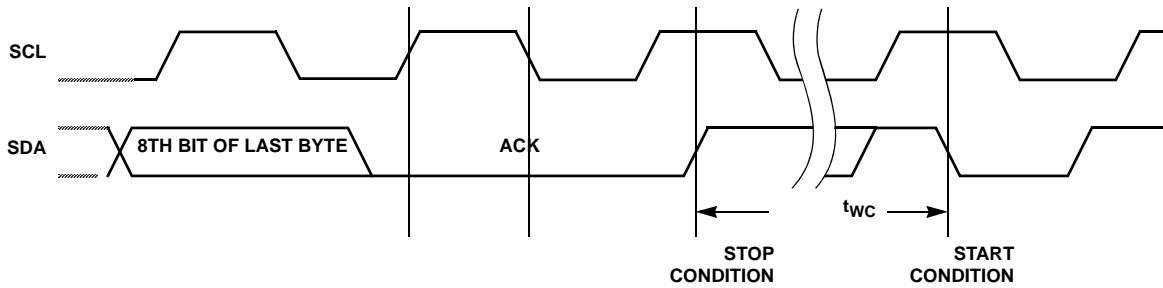 SCL
SDA
8TH BIT OF LAST BYTE
ACK
tWC
STOP
CONDITION
START
CONDITION